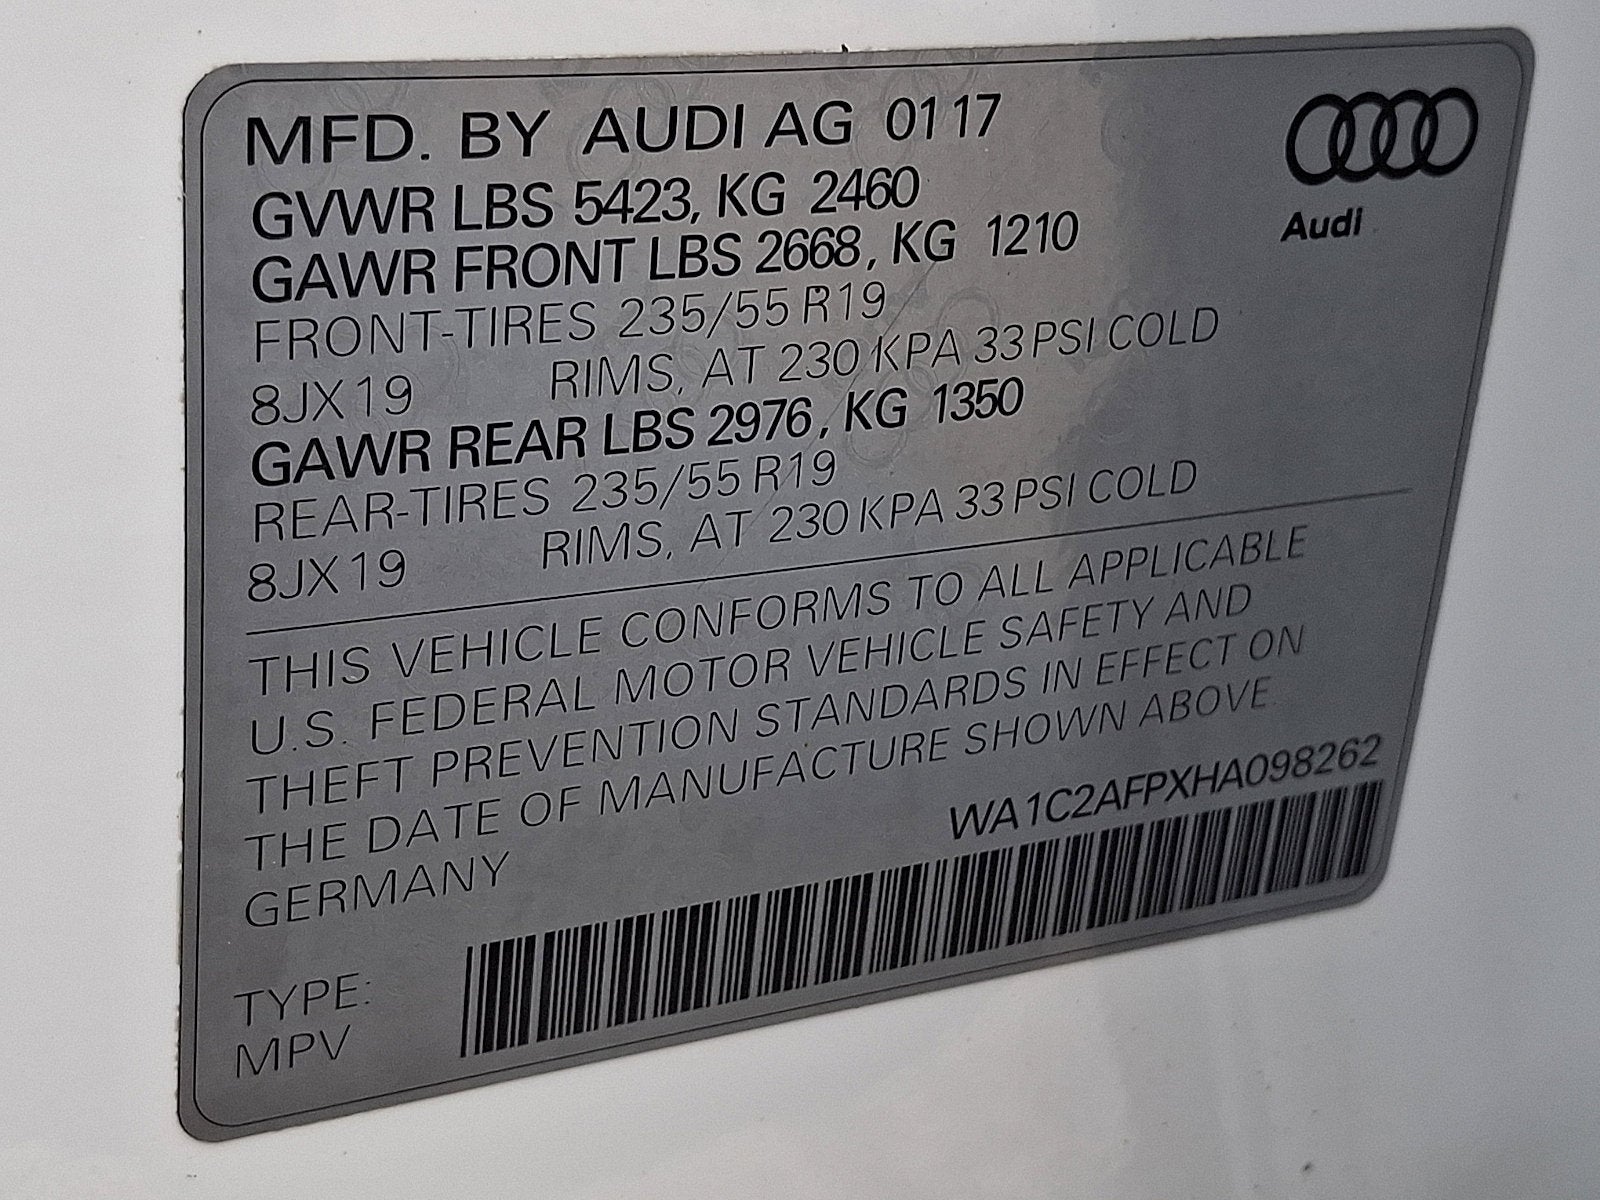 MFD. BY AUDI AG 0117
GVWR LBS 5423, KG 2460
GAWR FRONT LBS 2668, KG 1210
FRONT-TIRES 235/55 R19
8JX19 RIMS, AT 230 KPA 33 PSI COLD
GAWR REAR LBS 2976, KG 1350
REAR-TIRES 235/55 R19
8JX19 RIMS, AT 230 KPA 33 PSI COLD
Audi
THIS VEHICLE CONFORMS TO ALL APPLICABLE
U.S. FEDERAL MOTOR VEHICLE SAFETY AND
THEFT PREVENTION STANDARDS IN EFFECT ON
THE DATE OF MANUFACTURE SHOWN ABOVE.
GERMANY
WA1C2AFPXHA098262
TYPE:
MPV